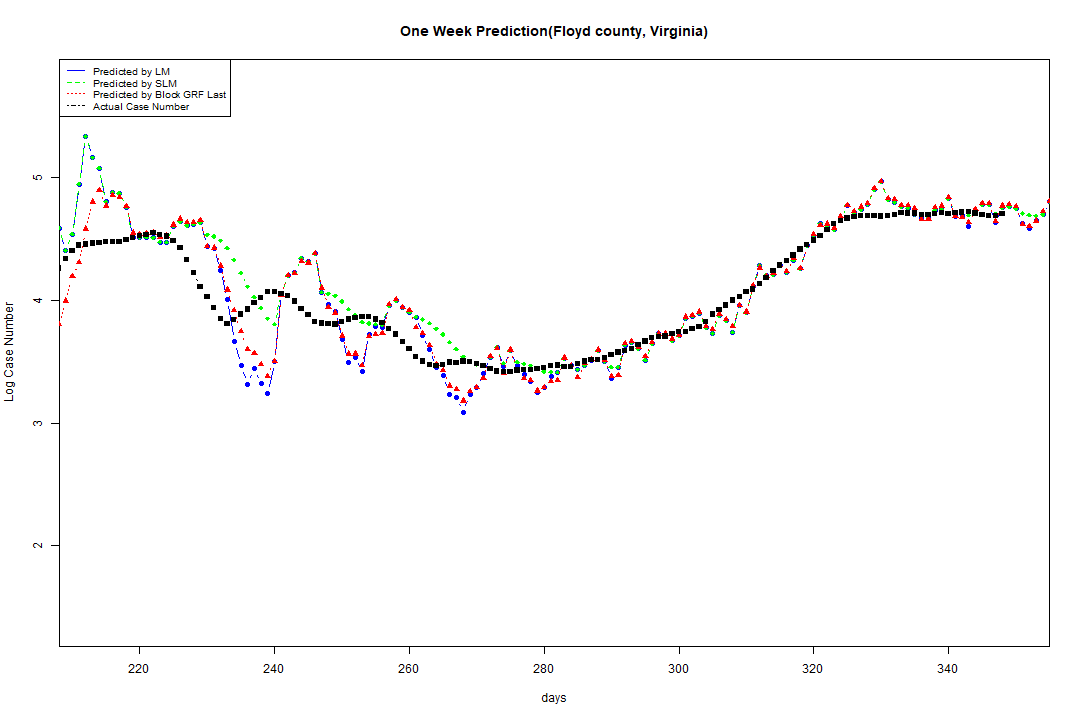 One Week Prediction(Floyd county, Virginia)
Predicted by LM
Predicted by SLM
Predicted by Block GRF Last
Actual Case Number
5
4
3
2
Log Case Number
220 240 260 280 300 320 340
days